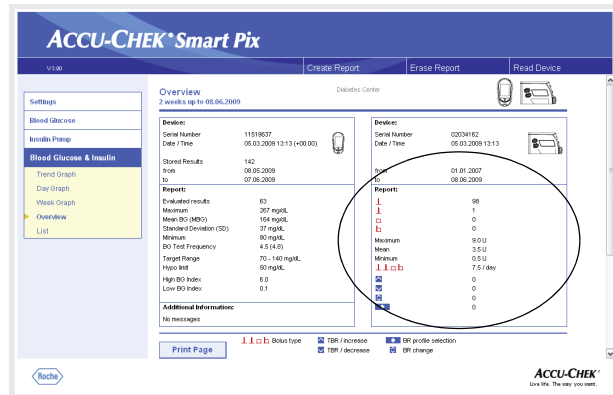 ACCU-CHEK® Smart Pix
V 3.00
Create Report
Erase Report
Read Device
Settings
Blood Glucose
Insulin Pump
Blood Glucose & Insulin
Trend Graph
Day Graph
Week Graph
Overview
List
Overview
Diabetes Center
2 weeks up to 08.06.2009
Device:
Serial Number 11519637
Date / Time 05.03.2009 13:13 (+00:00)
Stored Results 142
from 08.05.2009
to 07.06.2009
Report:
Evaluated results 63
Maximum 267 mg/dL
Mean BG (MBG) 164 mg/dL
Standard Deviation (SD) 37 mg/dL
Minimum 80 mg/dL
BG Test Frequency 4.5 (4.8)
Target Range 70 - 140 mg/dL
Hypo limit 50 mg/dL
High BG Index 6.0
Low BG Index 0.1
Additional Information:
No messages
Device:
Serial Number 02034162
Date / Time 05.03.2009 13:13
from 01.01.2007
to 08.06.2009
Report:
98
1
0
0
Maximum 9.0 U
Mean 3.5 U
Minimum 0.5 U
7.5 / day
0
0
0
0
Print Page
Bolus type
TBR / increase
BR profile selection
TBR / decrease
BR change
Roche
ACCU-CHEK®
Live life. The way you want.